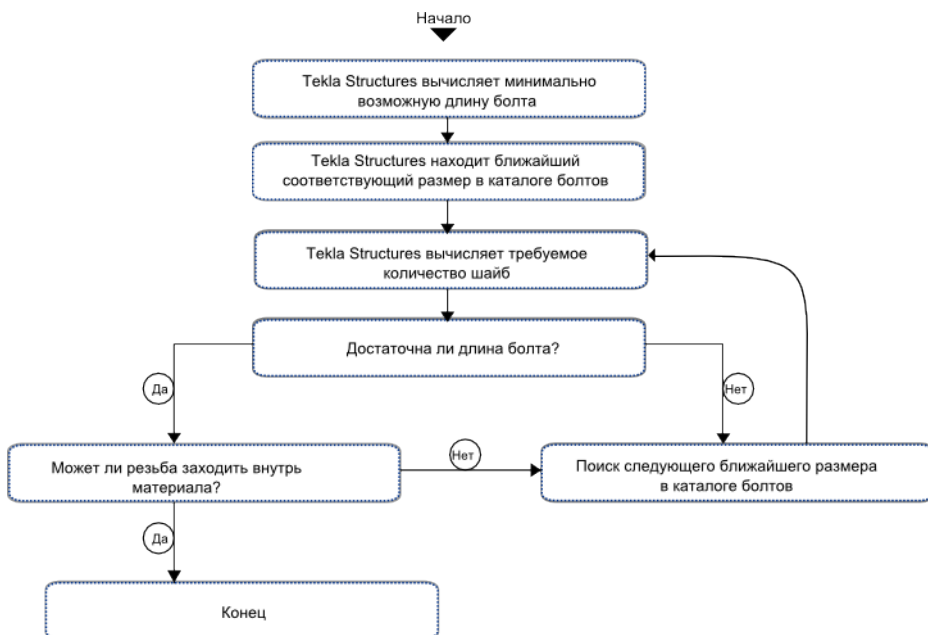 Начало
Tekla Structures вычисляет минимально
возможную длину болта
Tekla Structures находит ближайший
соответствующий размер в каталоге болтов
Tekla Structures вычисляет требуемое
количество шайб
Достаточна ли длина болта?
Да
Нет
Может ли резьба заходить внутрь
материала?
Нет
Поиск следующего ближайшего размера
в каталоге болтов
Да
Конец